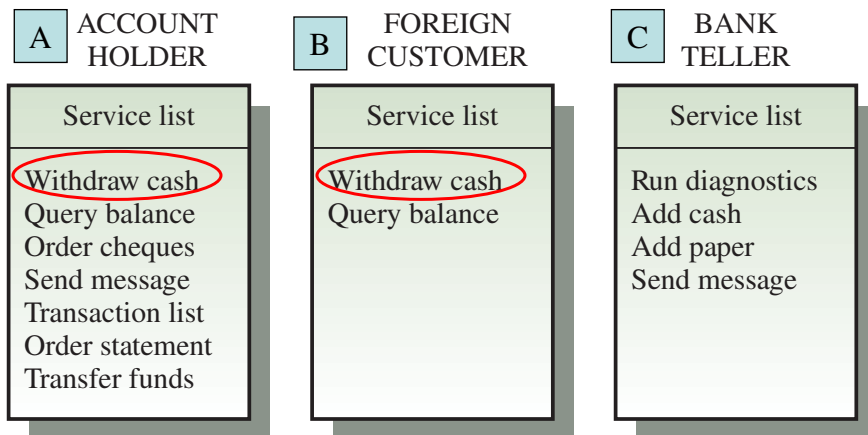 A
ACCOUNT
HOLDER
Service list
Withdraw cash
Query balance
Order cheques
Send message
Transaction list
Order statement
Transfer funds
B
FOREIGN
CUSTOMER
Service list
Withdraw cash
Query balance
C
BANK
TELLER
Service list
Run diagnostics
Add cash
Add paper
Send message